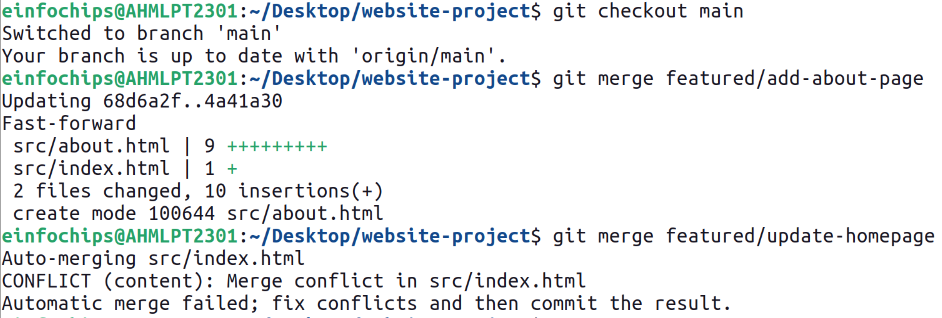 einfochips@AHMLPT2301:~/Desktop/website-project$ git checkout main
Switched to branch 'main'
Your branch is up to date with 'origin/main'.
einfochips@AHMLPT2301:~/Desktop/website-project$ git merge featured/add-about-page
Updating 68d6a2f..4a41a30
Fast-forward
 src/about.html | 9 +++++++++
 src/index.html | 1 +
 2 files changed, 10 insertions(+)
 create mode 100644 src/about.html
einfochips@AHMLPT2301:~/Desktop/website-project$ git merge featured/update-homepage
Auto-merging src/index.html
CONFLICT (content): Merge conflict in src/index.html
Automatic merge failed; fix conflicts and then commit the result.